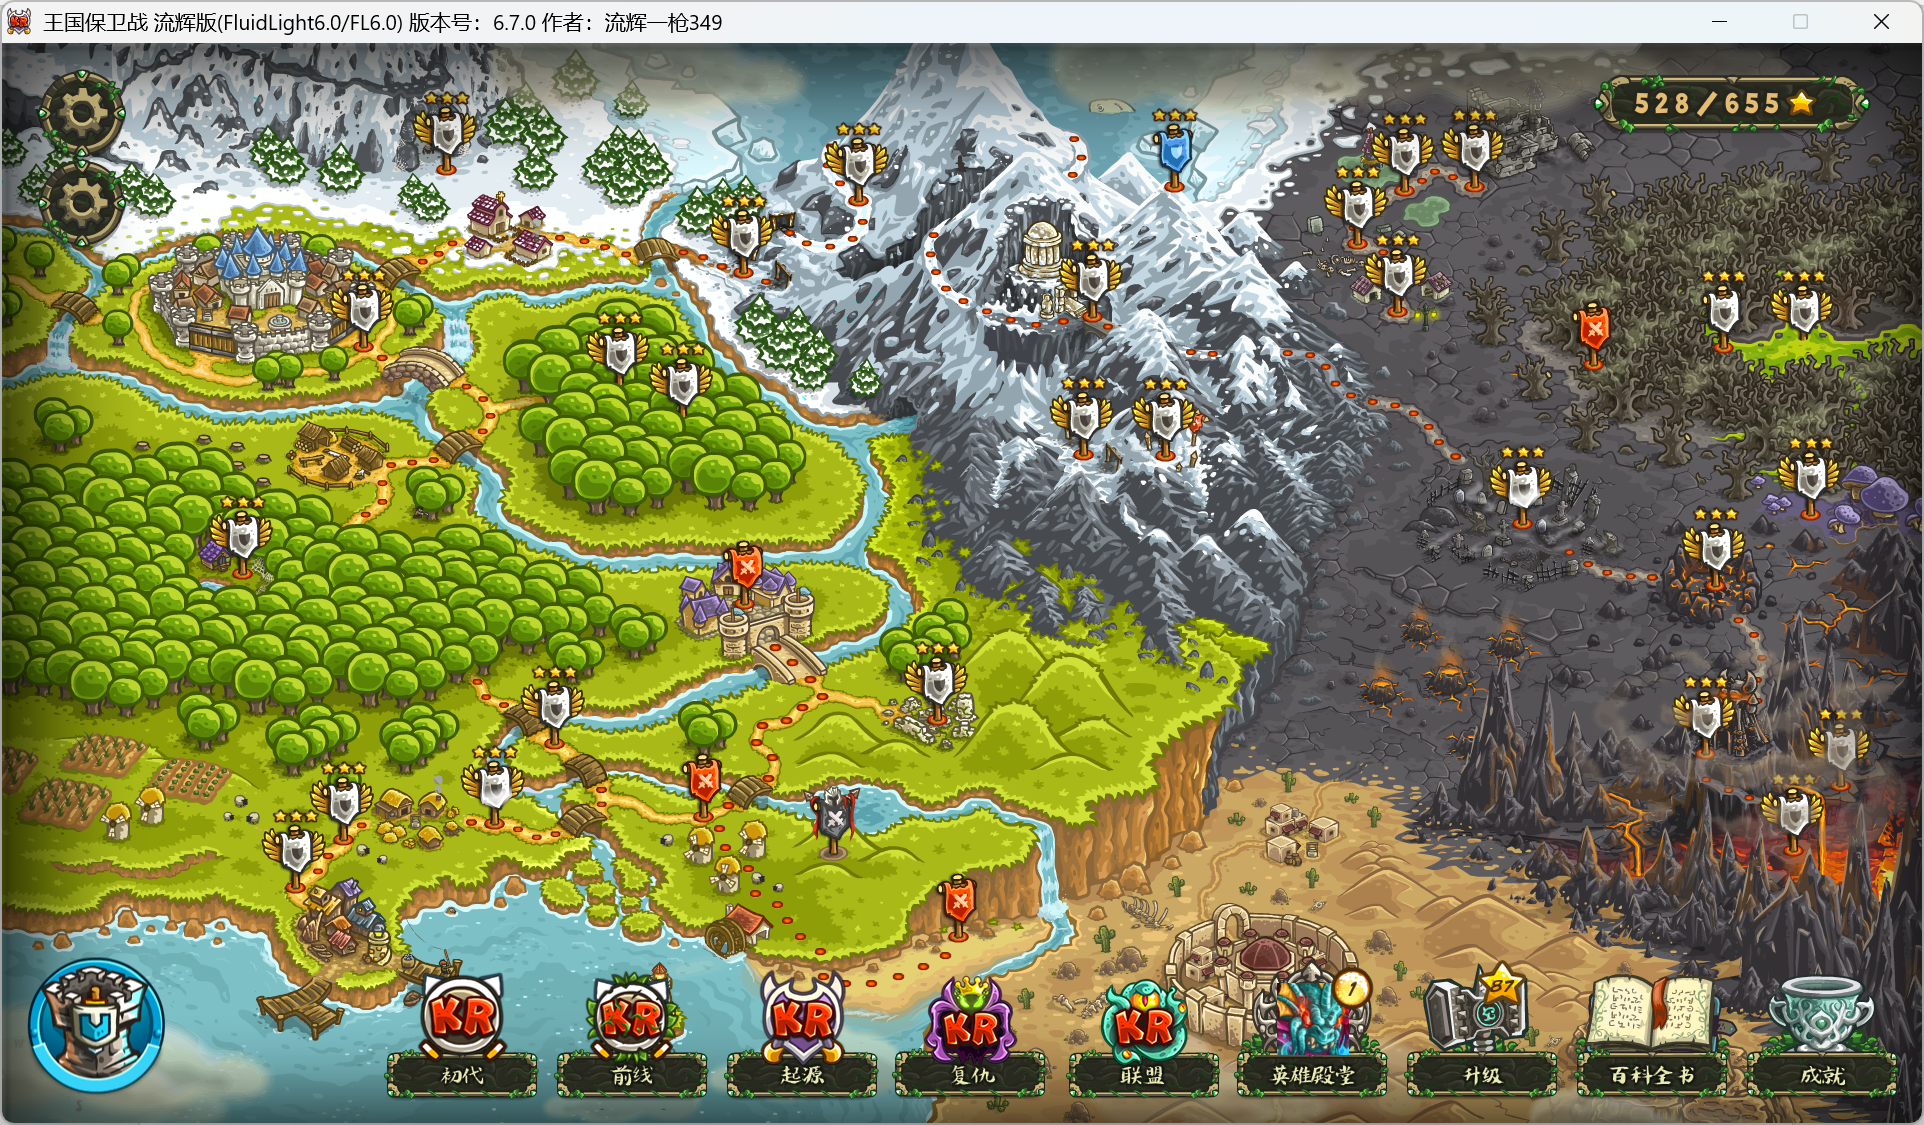 王国保卫战 流辉版(FluidLight6.0/FL6.0) 版本号：6.7.0 作者：流辉一枪349
528/655
KR
KR
KR
KR
KR
1
87
初代
前线
起源
复仇
联盟
英雄殿堂
升级
百科全书
成就